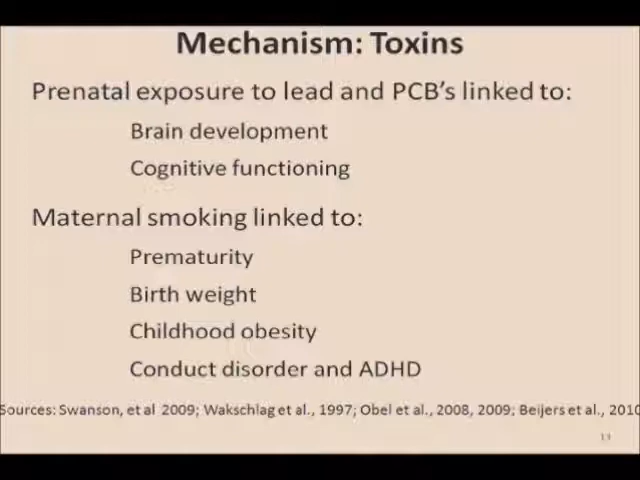 Mechanism: Toxins
Prenatal exposure to lead and PCB's linked to:
Brain development
Cognitive functioning
Maternal smoking linked to:
Prematurity
Birth weight
Childhood obesity
Conduct disorder and ADHD
Sources: Swanson, et al 2009; Wakschlag et al., 1997; Obel et al., 2008, 2009; Beijers et al., 2010